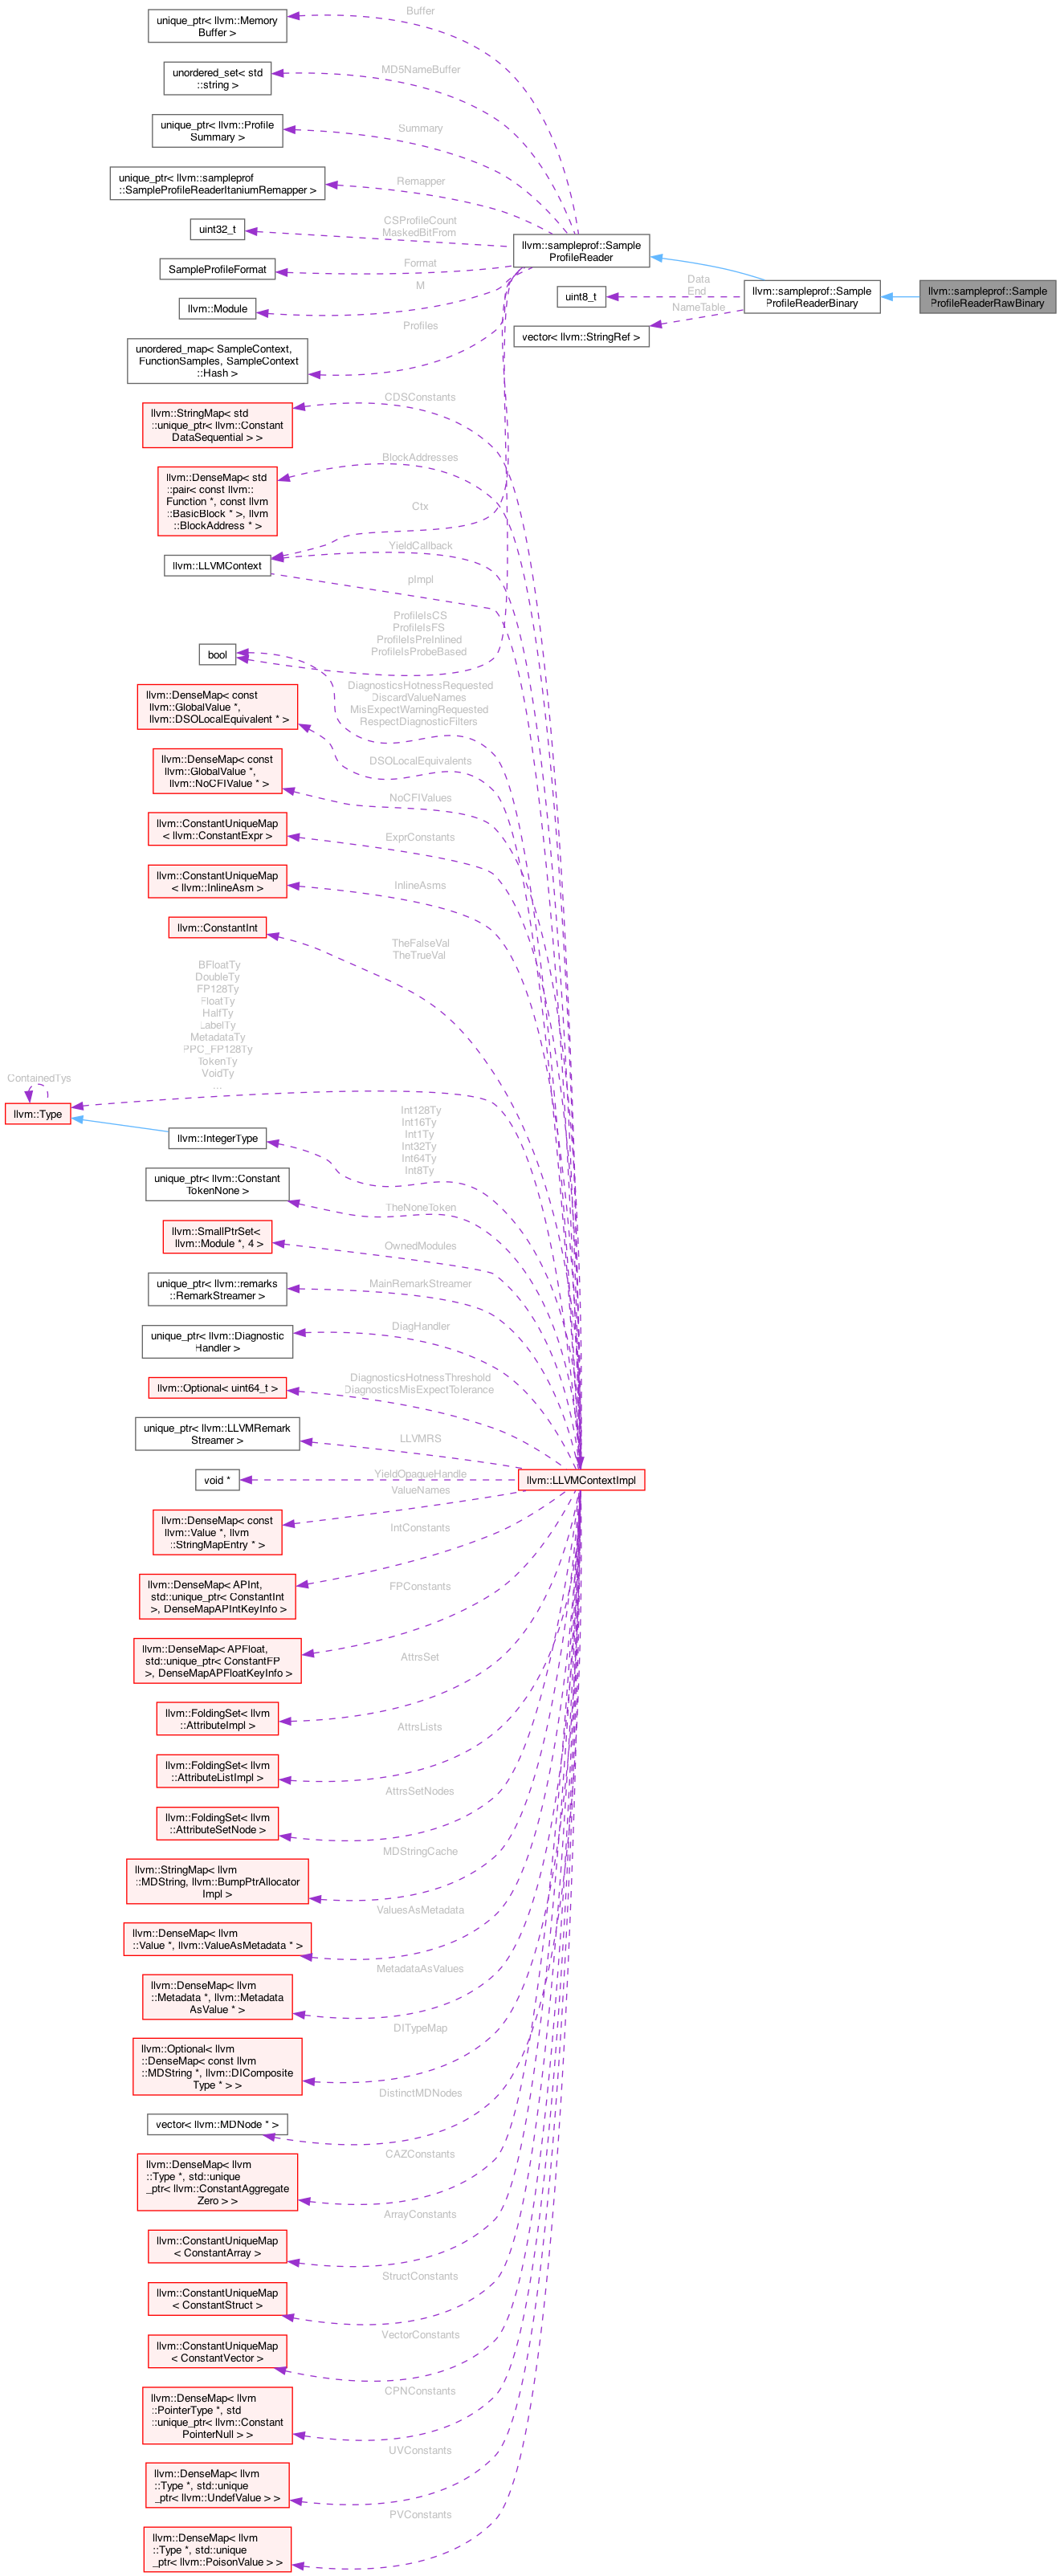 unique_ptr< llvm::Memory
Buffer >
Buffer
unordered_set< std
::string >
MD5NameBuffer
unique_ptr< llvm::Profile
Summary >
Summary
unique_ptr< llvm::sampleprof
::SampleProfileReaderItaniumRemapper >
Remapper
uint32_t
CSProfileCount
MaskedBitFrom
llvm::sampleprof::Sample
ProfileReader
SampleProfileFormat
Format
llvm::Module
M
uint8_t
Data
End
llvm::sampleprof::Sample
ProfileReaderBinary
llvm::sampleprof::Sample
ProfileReaderRawBinary
NameTable
vector< llvm::StringRef >
Profiles
unordered_map< SampleContext,
FunctionSamples, SampleContext
::Hash >
CDSConstants
llvm::StringMap< std
::unique_ptr< llvm::Constant
DataSequential > >
BlockAddresses
llvm::DenseMap< std
::pair< const llvm::
Function *, const llvm
::BasicBlock * >, llvm
::BlockAddress * >
Ctx
YieldCallback
llvm::LLVMContext
pImpl
ProfileIsCS
ProfileIsFS
ProfileIsPreInlined
ProfileIsProbeBased
bool
DiagnosticsHotnessRequested
DiscardValueNames
MisExpectWarningRequested
RespectDiagnosticFilters
llvm::DenseMap< const
llvm::GlobalValue *,
llvm::DSOLocalEquivalent * >
DSOLocalEquivalents
llvm::DenseMap< const
llvm::GlobalValue *,
llvm::NoCFIValue * >
NoCFIValues
llvm::ConstantUniqueMap
< llvm::ConstantExpr >
ExprConstants
llvm::ConstantUniqueMap
< llvm::InlineAsm >
InlineAsms
llvm::ConstantInt
TheFalseVal
TheTrueVal
BFloatTy
DoubleTy
FP128Ty
FloatTy
HalfTy
LabelTy
MetadataTy
PPC_FP128Ty
TokenTy
VoidTy
...
ContainedTys
llvm::Type
llvm::IntegerType
Int128Ty
Int16Ty
Int1Ty
Int32Ty
Int64Ty
Int8Ty
unique_ptr< llvm::Constant
TokenNone >
TheNoneToken
llvm::SmallPtrSet<
llvm::Module *, 4 >
OwnedModules
unique_ptr< llvm::remarks
::RemarkStreamer >
MainRemarkStreamer
unique_ptr< llvm::Diagnostic
Handler >
DiagHandler
llvm::Optional< uint64_t >
DiagnosticsHotnessThreshold
DiagnosticsMisExpectTolerance
unique_ptr< llvm::LLVMRemark
Streamer >
LLVMRS
void *
YieldOpaqueHandle
llvm::LLVMContextImpl
ValueNames
llvm::DenseMap< const
llvm::Value *, llvm
::StringMapEntry * >
IntConstants
llvm::DenseMap< APInt,
std::unique_ptr< ConstantInt
>, DenseMapAPIntKeyInfo >
FPConstants
llvm::DenseMap< APFloat,
std::unique_ptr< ConstantFP
>, DenseMapAPFloatKeyInfo >
AttrsSet
llvm::FoldingSet< llvm
::AttributeImpl >
AttrsLists
llvm::FoldingSet< llvm
::AttributeListImpl >
AttrsSetNodes
llvm::FoldingSet< llvm
::AttributeSetNode >
MDStringCache
llvm::StringMap< llvm
::MDString, llvm::BumpPtrAllocator
Impl >
ValuesAsMetadata
llvm::DenseMap< llvm
::Value *, llvm::ValueAsMetadata * >
MetadataAsValues
llvm::DenseMap< llvm
::Metadata *, llvm::Metadata
AsValue * >
DITypeMap
llvm::Optional< llvm
::DenseMap< const llvm
::MDString *, llvm::DIComposite
Type * > >
DistinctMDNodes
vector< llvm::MDNode * >
CAZConstants
llvm::DenseMap< llvm
::Type *, std::unique
_ptr< llvm::ConstantAggregate
Zero > >
ArrayConstants
llvm::ConstantUniqueMap
< ConstantArray >
StructConstants
llvm::ConstantUniqueMap
< ConstantStruct >
VectorConstants
llvm::ConstantUniqueMap
< ConstantVector >
CPNConstants
llvm::DenseMap< llvm
::PointerType *, std
::unique_ptr< llvm::Constant
PointerNull > >
UVConstants
llvm::DenseMap< llvm
::Type *, std::unique
_ptr< llvm::UndefValue > >
PVConstants
llvm::DenseMap< llvm
::Type *, std::unique
_ptr< llvm::PoisonValue > >